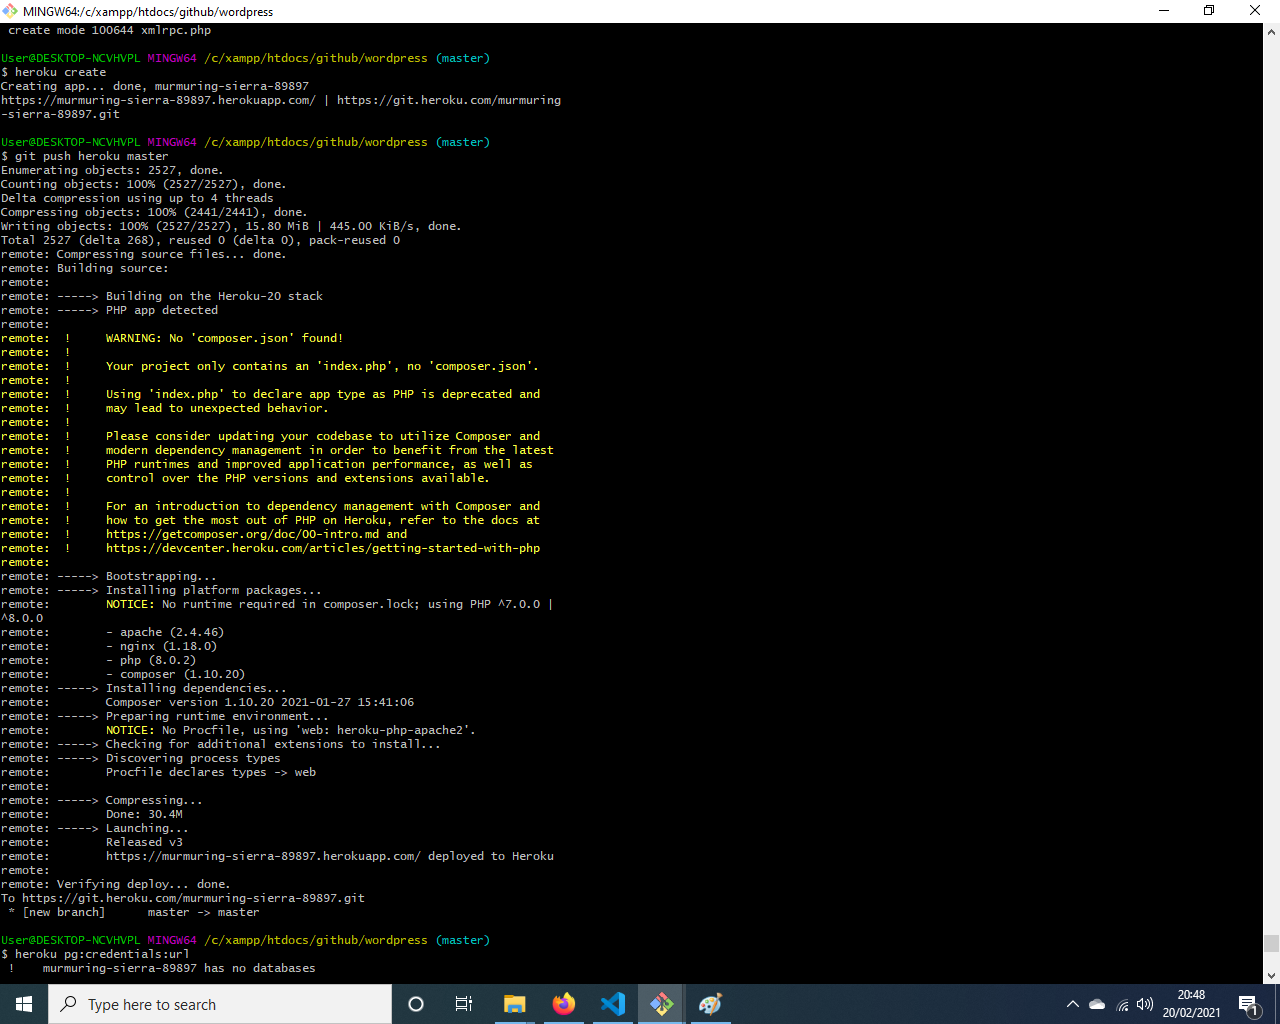 MINGW64:/c/xampp/htdocs/github/wordpress
create mode 100644 xmlrpc.php
User@DESKTOP-NCVHVPL MINGW64 /c/xampp/htdocs/github/wordpress (master)
$ heroku create
Creating app... done, murmuring-sierra-89897
https://murmuring-sierra-89897.herokuapp.com/ | https://git.heroku.com/murmuring
-sierra-89897.git
User@DESKTOP-NCVHVPL MINGW64 /c/xampp/htdocs/github/wordpress (master)
$ git push heroku master
Enumerating objects: 2527, done.
Counting objects: 100% (2527/2527), done.
Delta compression using up to 4 threads
Compressing objects: 100% (2441/2441), done.
Writing objects: 100% (2527/2527), 15.80 MiB | 445.00 KiB/s, done.
Total 2527 (delta 268), reused 0 (delta 0), pack-reused 0
remote: Compressing source files... done.
remote: Building source:
remote:
remote: -----> Building on the Heroku-20 stack
remote: -----> PHP app detected
remote:
remote:  !     WARNING: No 'composer.json' found!
remote:  !
remote:  !     Your project only contains an 'index.php', no 'composer.json'.
remote:  !
remote:  !     Using 'index.php' to declare app type as PHP is deprecated and
remote:  !     may lead to unexpected behavior.
remote:  !
remote:  !     Please consider updating your codebase to utilize Composer and
remote:  !     modern dependency management in order to benefit from the latest
remote:  !     PHP runtimes and improved application performance, as well as
remote:  !     control over the PHP versions and extensions available.
remote:  !
remote:  !     For an introduction to dependency management with Composer and
remote:  !     how to get the most out of PHP on Heroku, refer to the docs at
remote:  !     https://getcomposer.org/doc/00-intro.md and
remote:  !     https://devcenter.heroku.com/articles/getting-started-with-php
remote:
remote: -----> Bootstrapping...
remote: -----> Installing platform packages...
remote:        NOTICE: No runtime required in composer.lock; using PHP ^7.0.0 |
^8.0.0
remote:        - apache (2.4.46)
remote:        - nginx (1.18.0)
remote:        - php (8.0.2)
remote:        - composer (1.10.20)
remote: -----> Installing dependencies...
remote:        Composer version 1.10.20 2021-01-27 15:41:06
remote: -----> Preparing runtime environment...
remote:        NOTICE: No Procfile, using 'web: heroku-php-apache2'.
remote: -----> Checking for additional extensions to install...
remote: -----> Discovering process types
remote:        Procfile declares types -> web
remote:
remote: -----> Compressing...
remote:        Done: 30.4M
remote: -----> Launching...
remote:        Released v3
remote:        https://murmuring-sierra-89897.herokuapp.com/ deployed to Heroku
remote:
remote: Verifying deploy... done.
To https://git.heroku.com/murmuring-sierra-89897.git
* [new branch]      master -> master
User@DESKTOP-NCVHVPL MINGW64 /c/xampp/htdocs/github/wordpress (master)
$ heroku pg:credentials:url
!    murmuring-sierra-89897 has no databases
Type here to search
20:48
20/02/2021
1